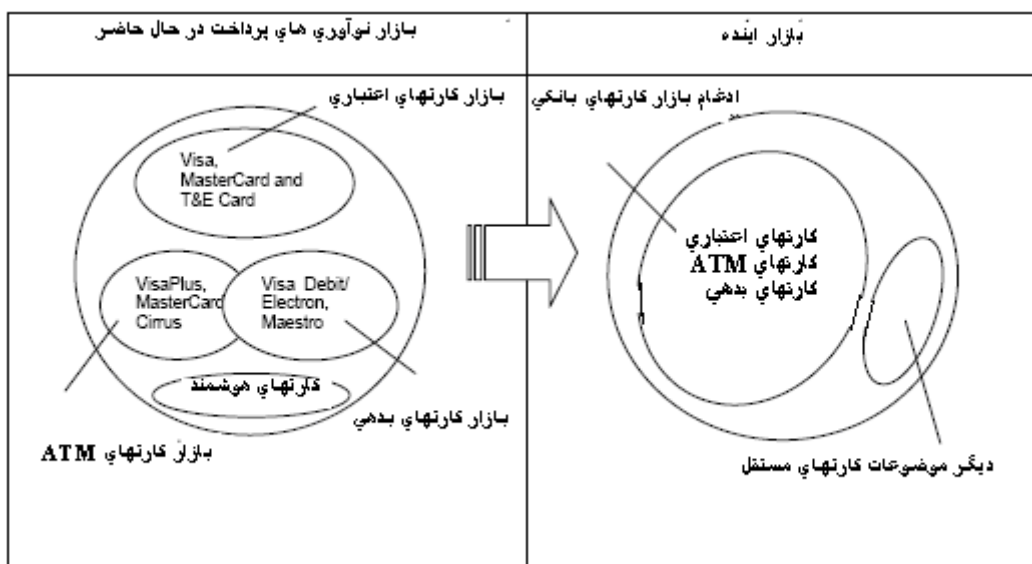 بازار نوآوري هاي پرداخت در حال حاضر
بازار آينده
بازار كارتهاي اعتباري
Visa,
MasterCard and
T&E Card
VisaPlus,
MasterCard
Cirrus
Visa Debit/
Electron,
Maestro
كارتهاي هوشمند
بازار كارتهاي بدهي
بازار كارتهاي ATM
ادغام بازار كارتهاي بانكي
كارتهاي اعتباري
كارتهاي ATM
كارتهاي بدهي
ديگر موضوعات كارتهاي مستقل